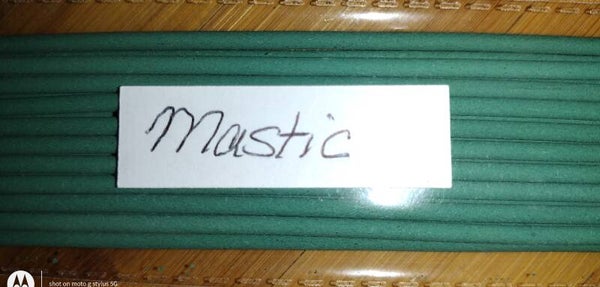 Mastic
shot on moto g stylus 5G